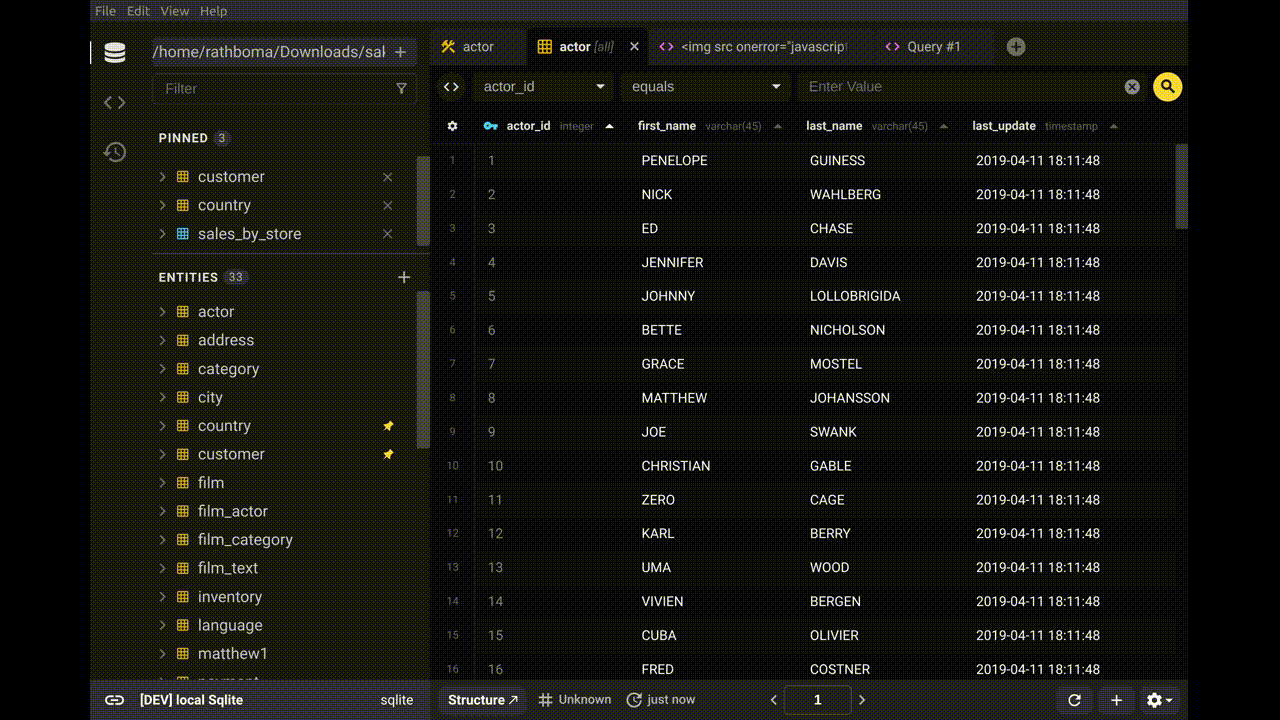 File Edit View Help
/home/rathboma/Downloads/sak
Filter
PINNED 3
customer
country
sales_by_store
ENTITIES 33
actor
address
category
city
country
customer
film
film_actor
film_category
film_text
inventory
language
matthew1
[DEV] local Sqlite sqlite
actor actor [all] <img src onerror="javascript Query #1
actor_id equals Enter Value
actor_id integer first_name varchar(45) last_name varchar(45) last_update timestamp
1 1 PENELOPE GUINESS 2019-04-11 18:11:48
2 2 NICK WAHLBERG 2019-04-11 18:11:48
3 3 ED CHASE 2019-04-11 18:11:48
4 4 JENNIFER DAVIS 2019-04-11 18:11:48
5 5 JOHNNY LOLLOBRIGIDA 2019-04-11 18:11:48
6 6 BETTE NICHOLSON 2019-04-11 18:11:48
7 7 GRACE MOSTEL 2019-04-11 18:11:48
8 8 MATTHEW JOHANSSON 2019-04-11 18:11:48
9 9 JOE SWANK 2019-04-11 18:11:48
10 10 CHRISTIAN GABLE 2019-04-11 18:11:48
11 11 ZERO CAGE 2019-04-11 18:11:48
12 12 KARL BERRY 2019-04-11 18:11:48
13 13 UMA WOOD 2019-04-11 18:11:48
14 14 VIVIEN BERGEN 2019-04-11 18:11:48
15 15 CUBA OLIVIER 2019-04-11 18:11:48
16 16 FRED COSTNER 2019-04-11 18:11:48
Structure Unknown just now 1